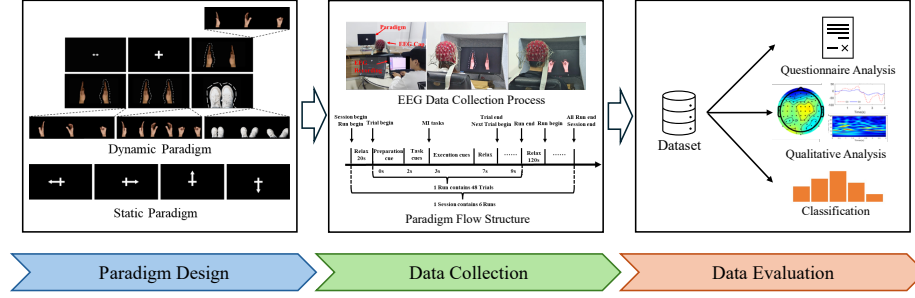 Dynamic Paradigm
Static Paradigm
Paradigm
EEG Cap
EEG Data Collection Process
Session begin
Run begin
Trial begin
MI tasks
Trial end
Next Trial begin
Run end
Run begin
All Run end
Session end
Relax
20s
Preparation
cue
Task
cues
Execution cues
Relax
......
Relax
120s
......
0s
2s
3s
7s
9s
1 Run contains 48 Trials
1 Session contains 6 Runs
Paradigm Flow Structure
Dataset
Questionnaire Analysis
Qualitative Analysis
Classification
Paradigm Design
Data Collection
Data Evaluation